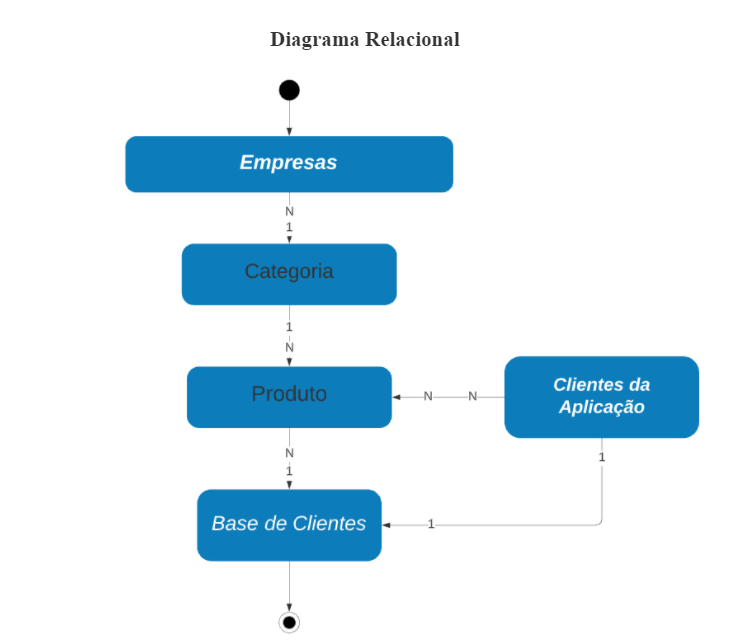 Diagrama Relacional
Empresas
N
1
Categoria
1
N
Produto
N
N
Clientes da
Aplicação
N
1
1
Base de Clientes
1